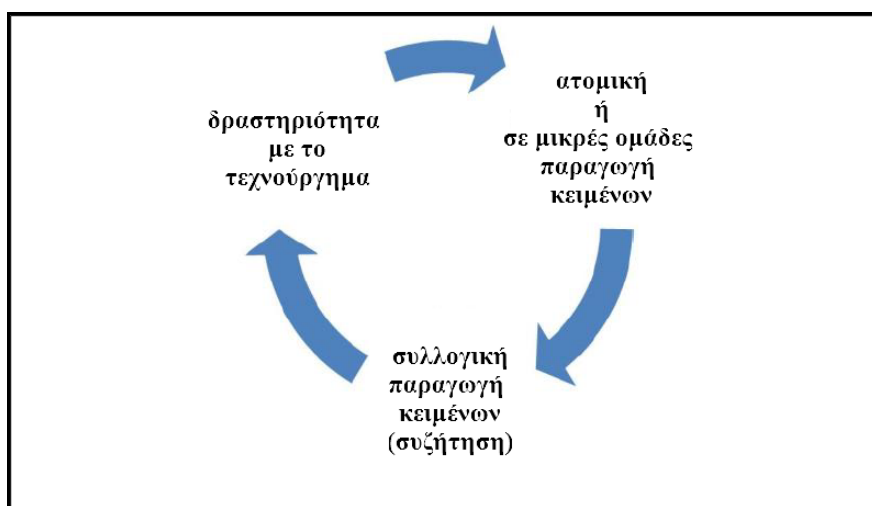 δραστηριότητα
με το
τεχνούργημα
ατομική
ή
σε μικρές ομάδες
παραγωγή
κειμένων
συλλογική
παραγωγή
κειμένων
(συζήτηση)